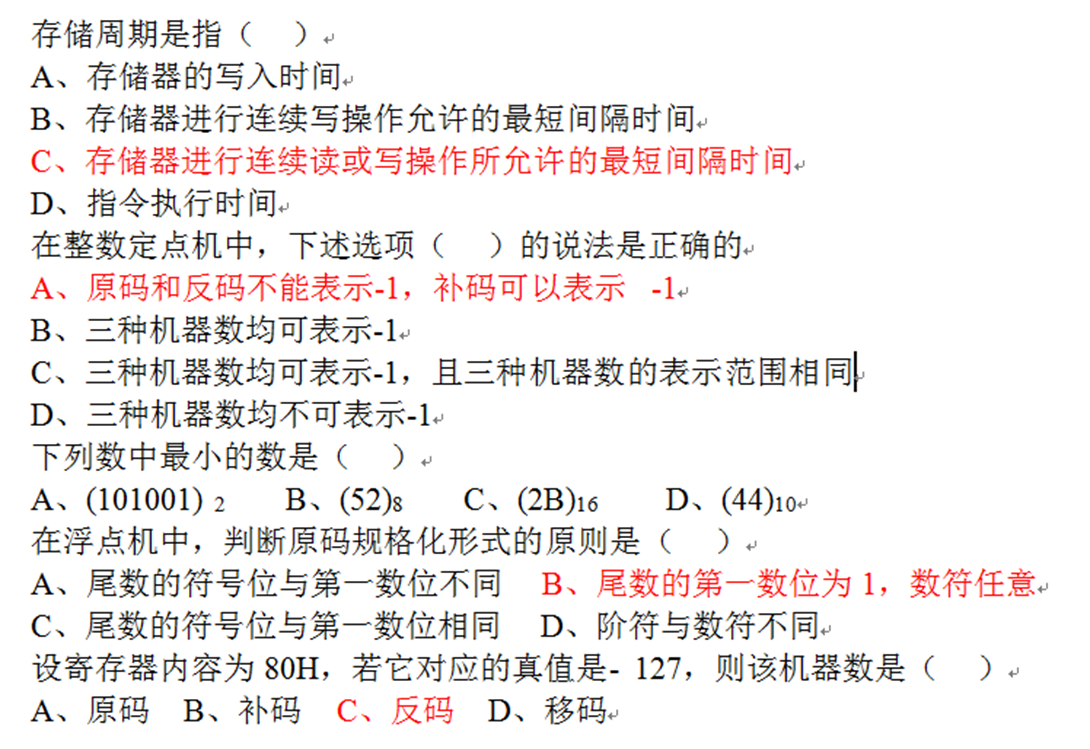 存储周期是指（ ）
A、存储器的写入时间
B、存储器进行连续写操作允许的最短间隔时间
C、存储器进行连续读或写操作所允许的最短间隔时间
D、指令执行时间
在整数定点机中，下述选项（ ）的说法是正确的
A、原码和反码不能表示-1，补码可以表示 -1
B、三种机器数均可表示-1
C、三种机器数均可表示-1，且三种机器数的表示范围相同
D、三种机器数均不可表示-1
下列数中最小的数是（ ）
A、(101001) 2 B、(52)8 C、(2B)16 D、(44)10
在浮点机中，判断原码规格化形式的原则是（ ）
A、尾数的符号位与第一数位不同 B、尾数的第一数位为 1，数符任意
C、尾数的符号位与第一数位相同 D、阶符与数符不同
设寄存器内容为 80H，若它对应的真值是- 127，则该机器数是（ ）
A、原码 B、补码 C、反码 D、移码